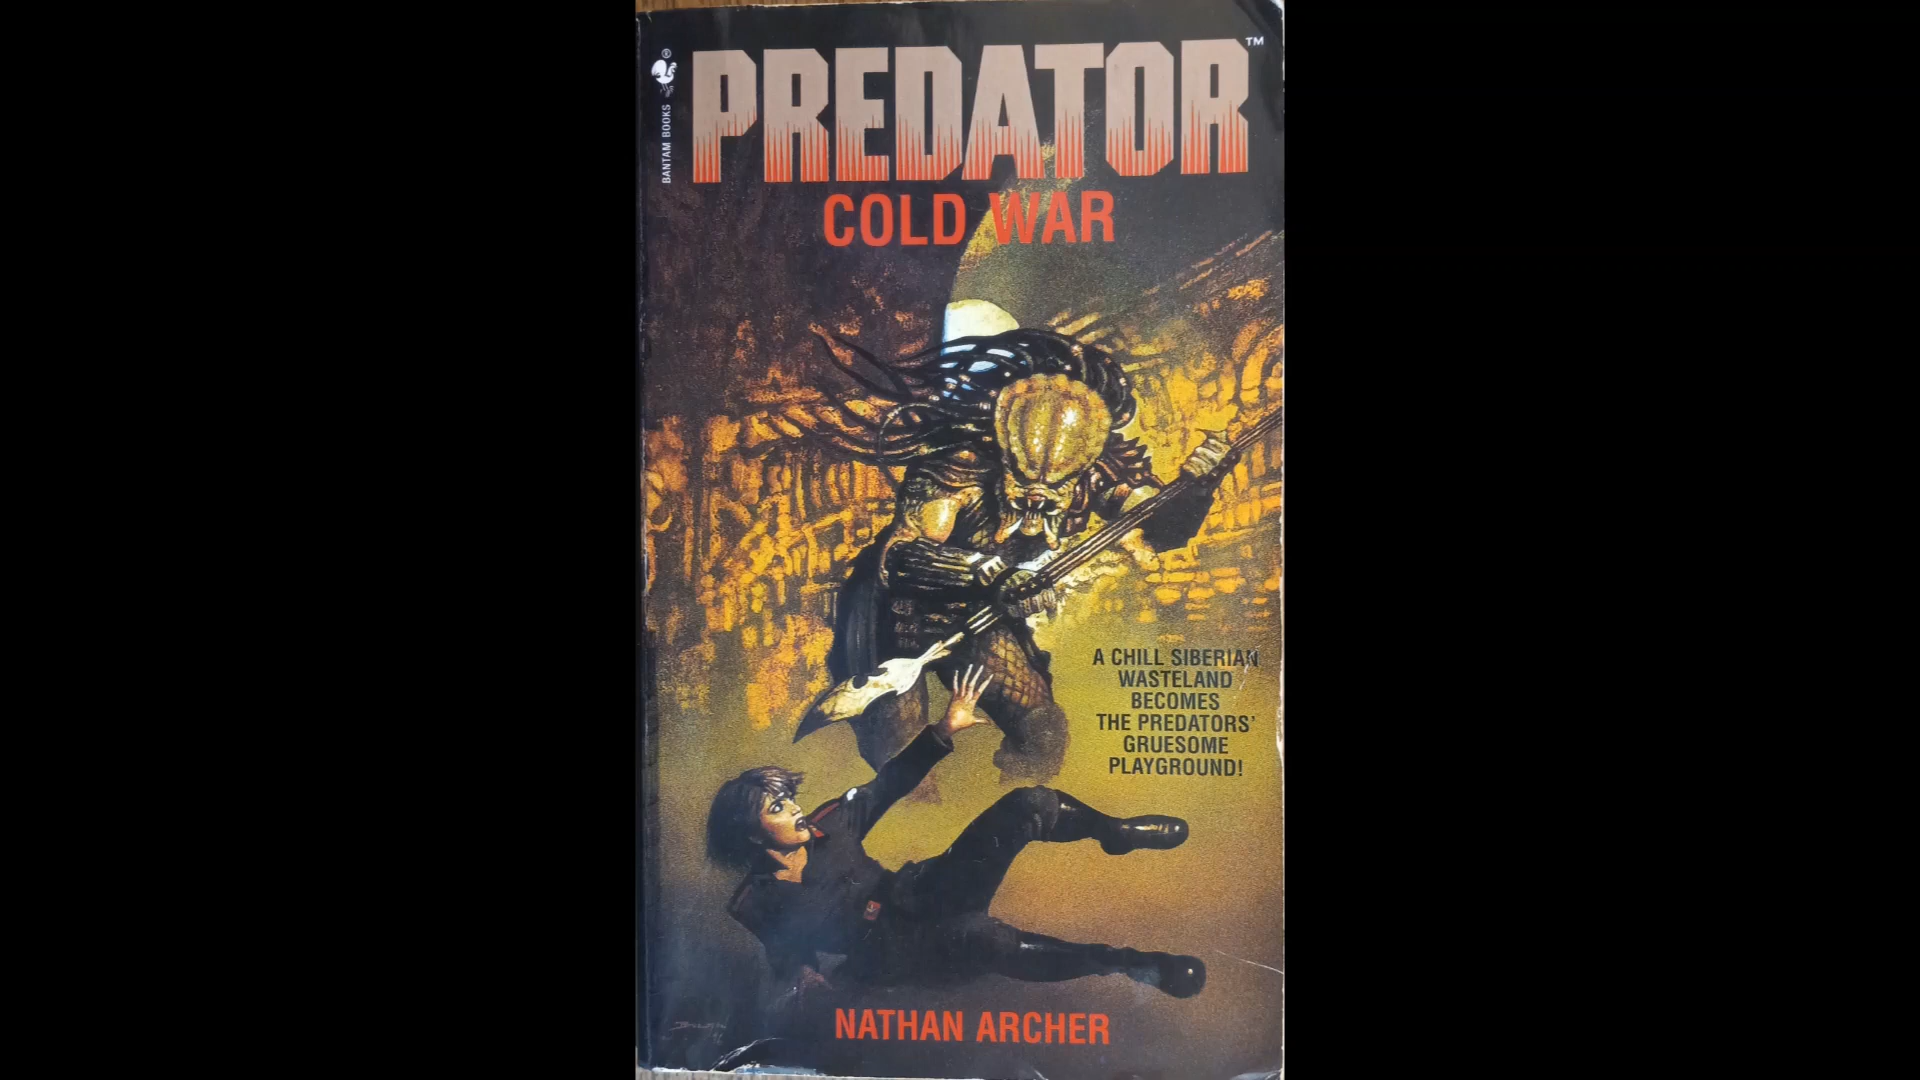 BANTAM BOOKS
®
PREDATOR™
COLD WAR
A CHILL SIBERIAN
WASTELAND
BECOMES
THE PREDATORS'
GRUESOME
PLAYGROUND!
NATHAN ARCHER